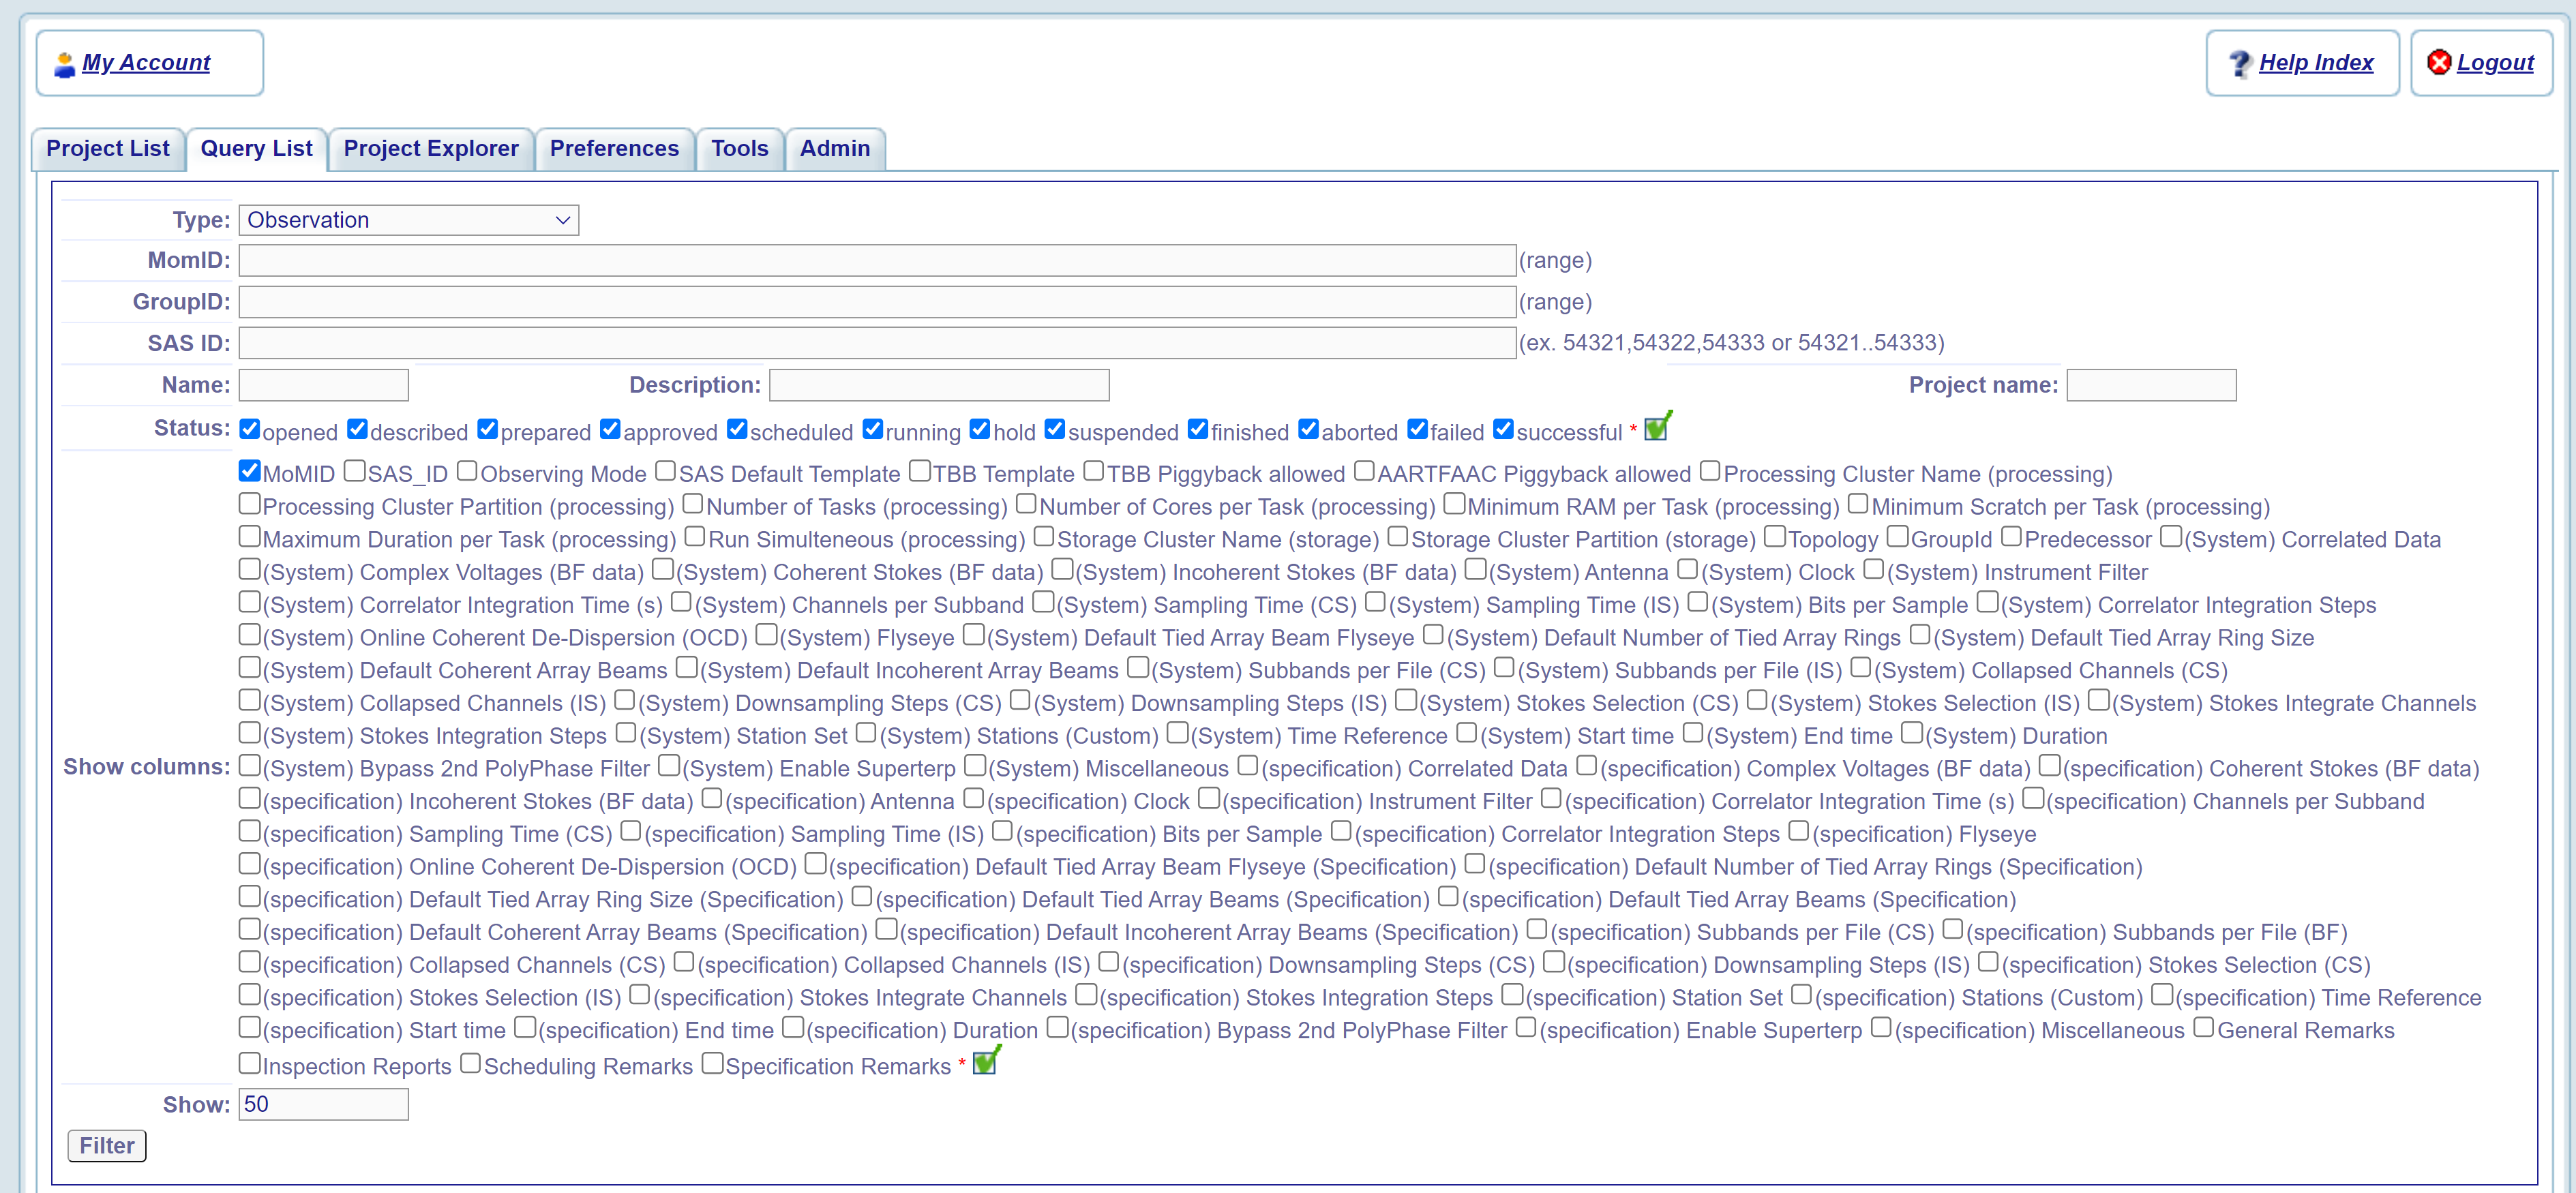 My Account
Help Index
Logout
Project List Query List Project Explorer Preferences Tools Admin
Type: Observation
MomID: (range)
GroupID: (range)
SAS ID: (ex. 54321,54322,54333 or 54321..54333)
Name: Description: Project name:
Status: opened described prepared approved scheduled running hold suspended finished aborted failed successful *
MoMID SAS_ID Observing Mode SAS Default Template TBB Template TBB Piggyback allowed AARTFAAC Piggyback allowed Processing Cluster Name (processing)
Processing Cluster Partition (processing) Number of Tasks (processing) Number of Cores per Task (processing) Minimum RAM per Task (processing) Minimum Scratch per Task (processing)
Maximum Duration per Task (processing) Run Simulteneous (processing) Storage Cluster Name (storage) Storage Cluster Partition (storage) Topology GroupId Predecessor (System) Correlated Data
(System) Complex Voltages (BF data) (System) Coherent Stokes (BF data) (System) Incoherent Stokes (BF data) (System) Antenna (System) Clock (System) Instrument Filter
(System) Correlator Integration Time (s) (System) Channels per Subband (System) Sampling Time (CS) (System) Sampling Time (IS) (System) Bits per Sample (System) Correlator Integration Steps
(System) Online Coherent De-Dispersion (OCD) (System) Flyseye (System) Default Tied Array Beam Flyseye (System) Default Number of Tied Array Rings (System) Default Tied Array Ring Size
(System) Default Coherent Array Beams (System) Default Incoherent Array Beams (System) Subbands per File (CS) (System) Subbands per File (IS) (System) Collapsed Channels (CS)
(System) Collapsed Channels (IS) (System) Downsampling Steps (CS) (System) Downsampling Steps (IS) (System) Stokes Selection (CS) (System) Stokes Selection (IS) (System) Stokes Integrate Channels
(System) Stokes Integration Steps (System) Station Set (System) Stations (Custom) (System) Time Reference (System) Start time (System) End time (System) Duration
Show columns: (System) Bypass 2nd PolyPhase Filter (System) Enable Superterp (System) Miscellaneous (specification) Correlated Data (specification) Complex Voltages (BF data) (specification) Coherent Stokes (BF data)
(specification) Incoherent Stokes (BF data) (specification) Antenna (specification) Clock (specification) Instrument Filter (specification) Correlator Integration Time (s) (specification) Channels per Subband
(specification) Sampling Time (CS) (specification) Sampling Time (IS) (specification) Bits per Sample (specification) Correlator Integration Steps (specification) Flyseye
(specification) Online Coherent De-Dispersion (OCD) (specification) Default Tied Array Beam Flyseye (Specification) (specification) Default Number of Tied Array Rings (Specification)
(specification) Default Tied Array Ring Size (Specification) (specification) Default Tied Array Beams (Specification) (specification) Default Tied Array Beams (Specification)
(specification) Default Coherent Array Beams (Specification) (specification) Default Incoherent Array Beams (Specification) (specification) Subbands per File (CS) (specification) Subbands per File (BF)
(specification) Collapsed Channels (CS) (specification) Collapsed Channels (IS) (specification) Downsampling Steps (CS) (specification) Downsampling Steps (IS) (specification) Stokes Selection (CS)
(specification) Stokes Selection (IS) (specification) Stokes Integrate Channels (specification) Stokes Integration Steps (specification) Station Set (specification) Stations (Custom) (specification) Time Reference
(specification) Start time (specification) End time (specification) Duration (specification) Bypass 2nd PolyPhase Filter (specification) Enable Superterp (specification) Miscellaneous General Remarks
Inspection Reports Scheduling Remarks Specification Remarks *
Show: 50
Filter